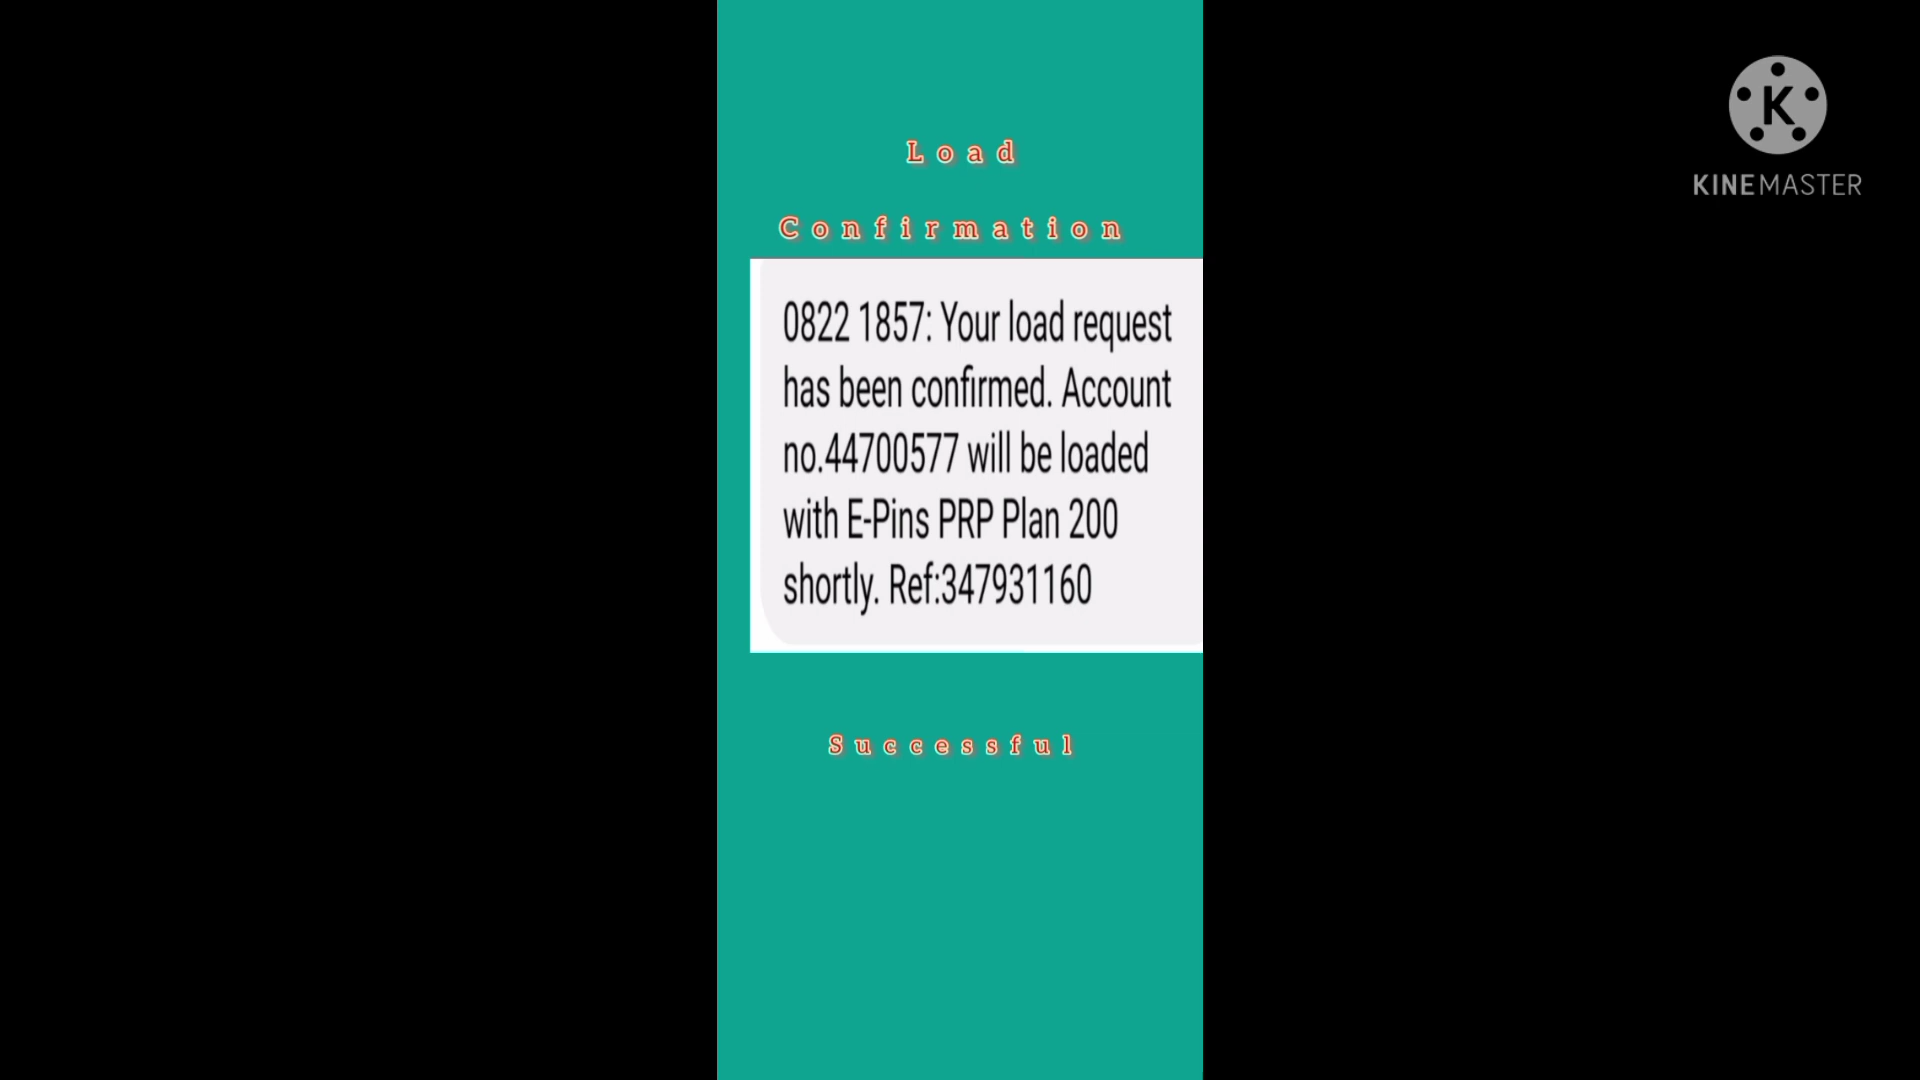 Load
Confirmation
0822 1857: Your load request
has been confirmed. Account
no.44700577 will be loaded
with E-Pins PRP Plan 200
shortly. Ref:347931160
Successful
K
KINEMASTER